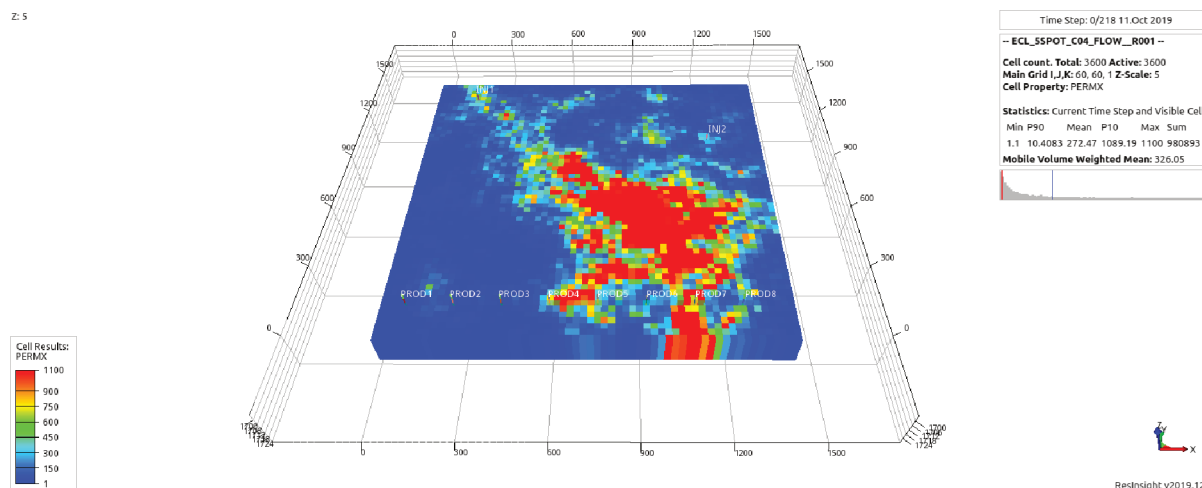 Z: 5
Time Step: 0/218 11.Oct 2019
-- ECL_5SPOT_C04_FLOW__R001 --
Cell count. Total: 3600 Active: 3600
Main Grid I,J,K: 60, 60, 1 Z-Scale: 5
Cell Property: PERMX
Statistics: Current Time Step and Visible Cel
Min P90 Mean P10 Max Sum
1.1 10.4083 272.47 1089.19 1100 980893
Mobile Volume Weighted Mean: 326.05
0 300 600 900 1200 1500
1500 1500
1200 1200
900 900
600 600
300 300
0 0
INJ1
INJ2
PROD1 PROD2 PROD3 PROD4 PROD5 PROD6 PROD7 PROD8
1700 1700
1718
1724 1724
0 300 600 900 1200 1500
Cell Results:
PERMX
1100
900
750
600
450
300
150
1
Z
Y
X
ResInsight v2019.12